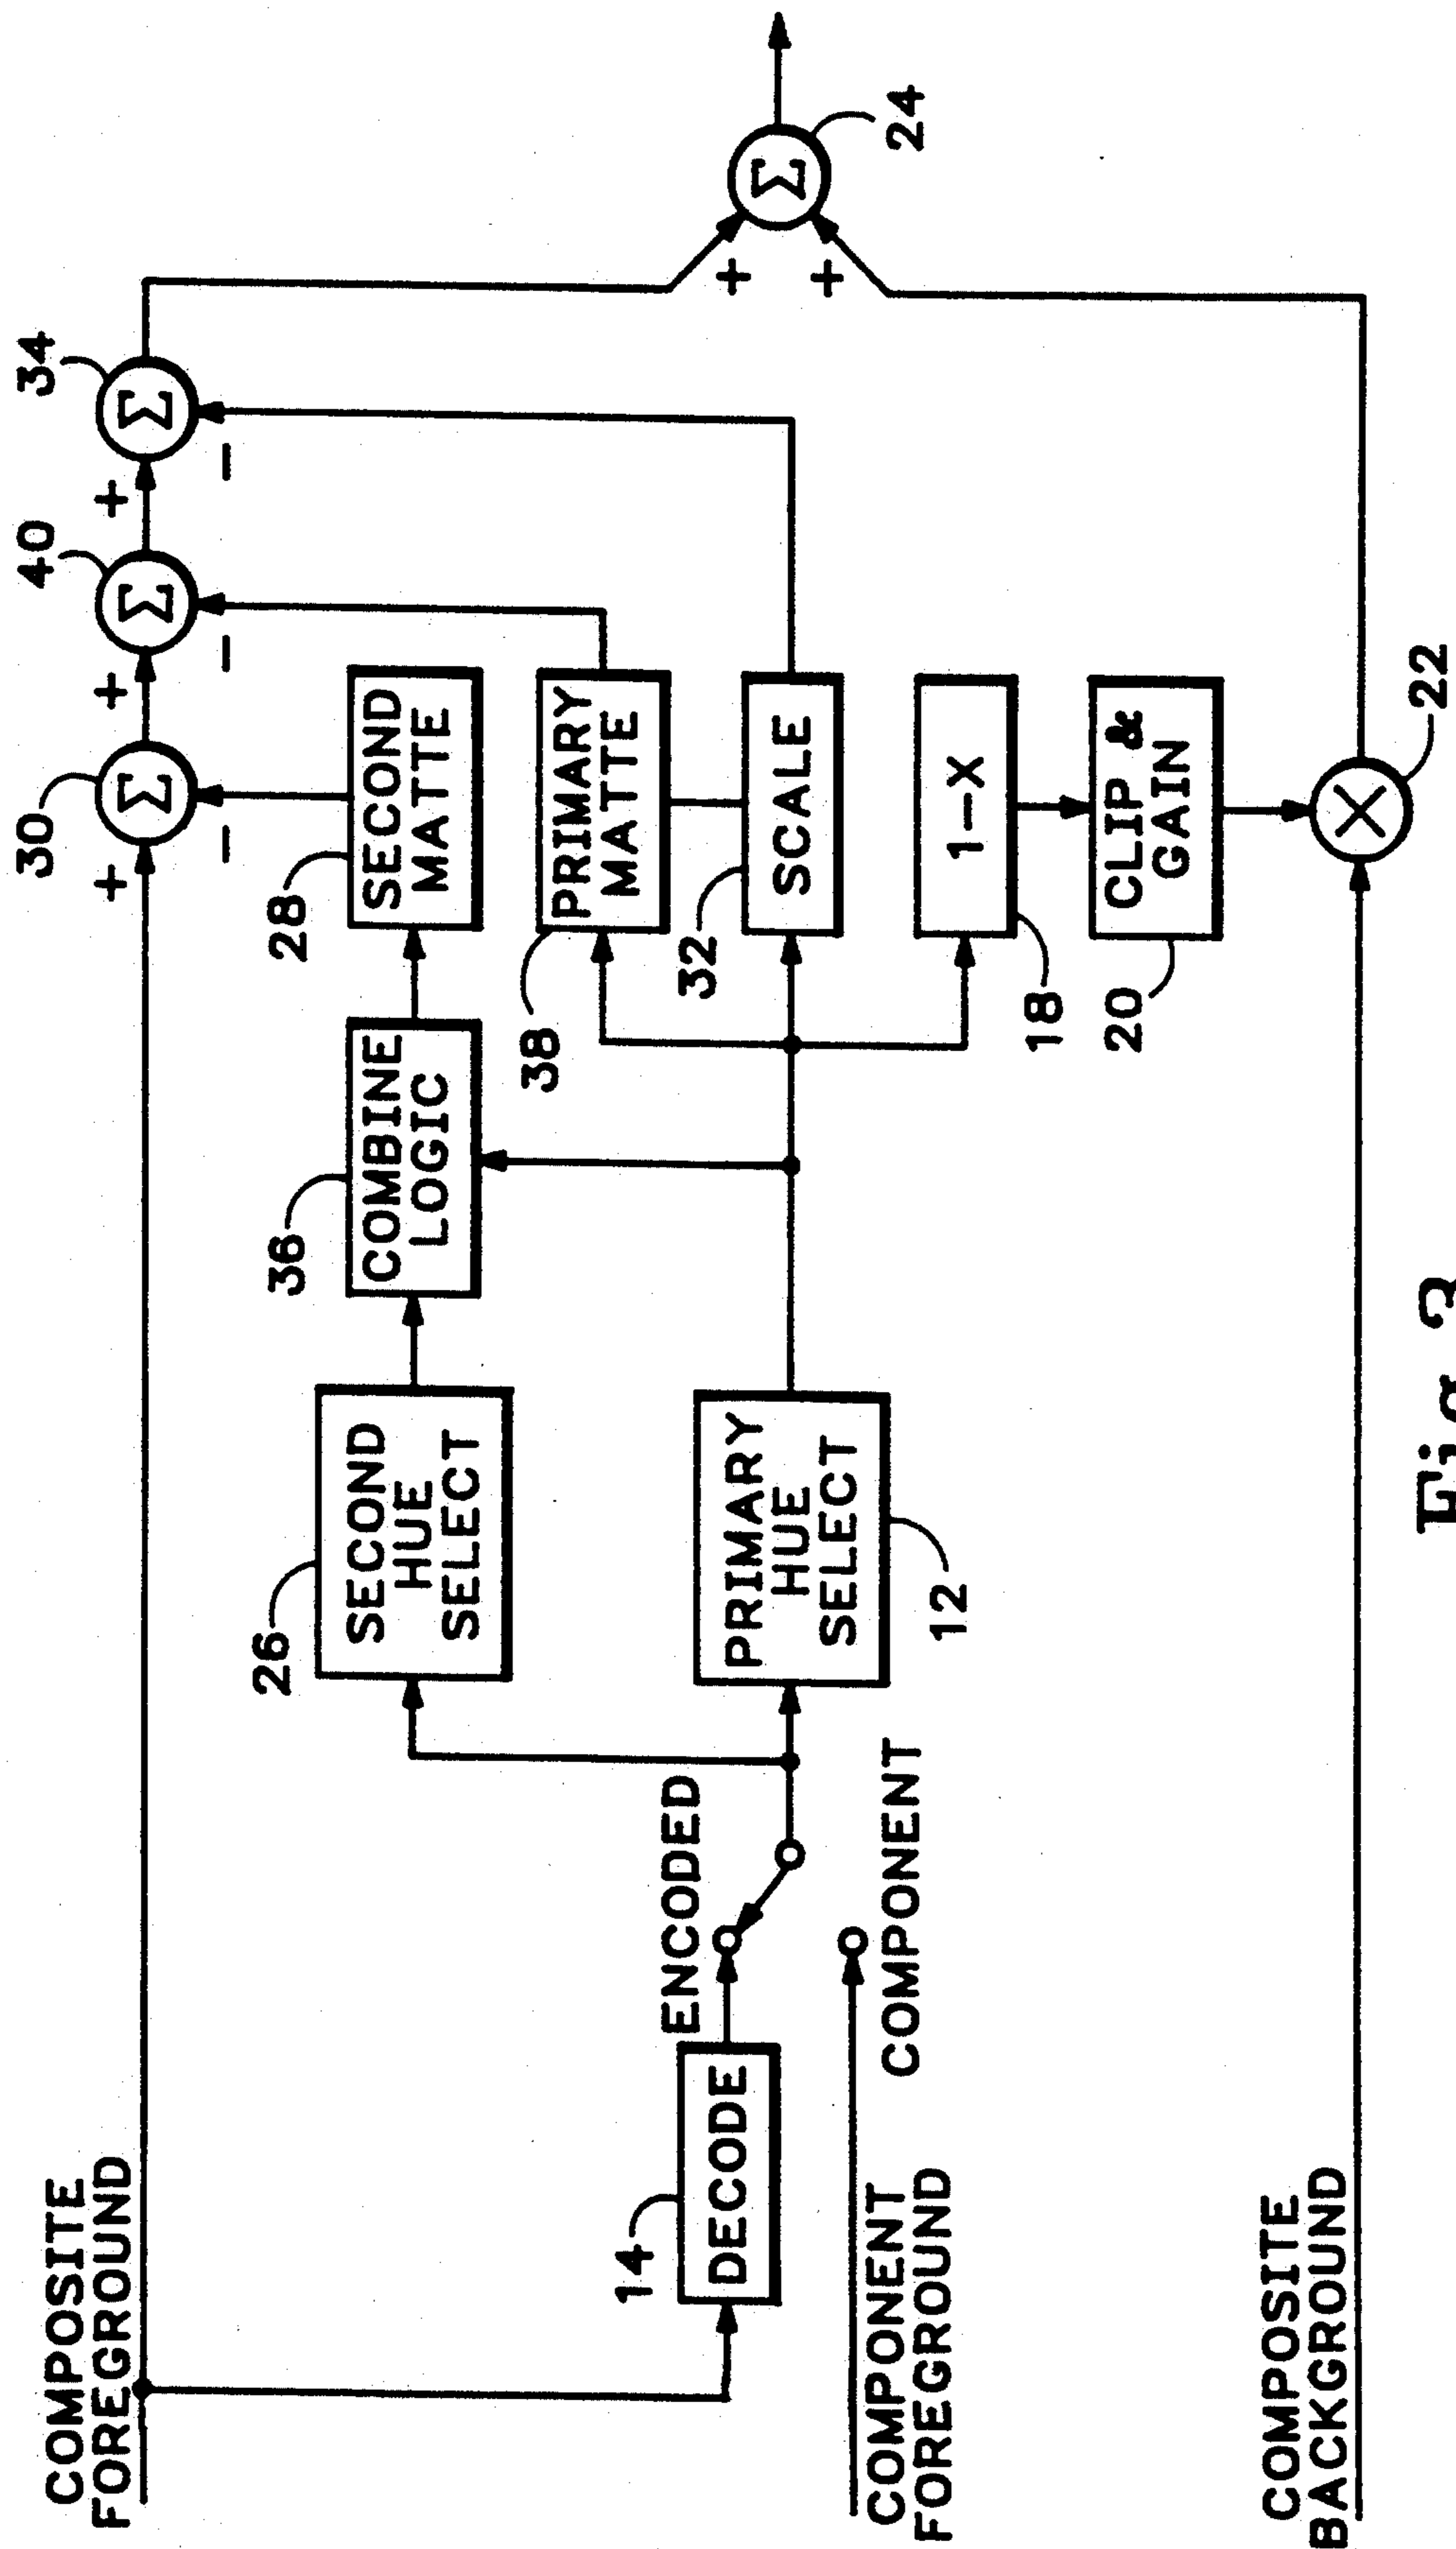 COMPOSITE
FOREGROUND
30
+
-
40
+
-
34
+
-
26
SECOND
HUE
SELECT
36
COMBINE
LOGIC
28
SECOND
MATTE
14
DECODE
ENCODED
COMPONENT
FOREGROUND
COMPONENT
PRIMARY
HUE
SELECT
12
38
PRIMARY
MATTE
32
SCALE
1-X
18
CLIP &
GAIN
20
COMPOSITE
BACKGROUND
22
+
+
Σ
Σ
Σ
Σ
24
Fig. 3